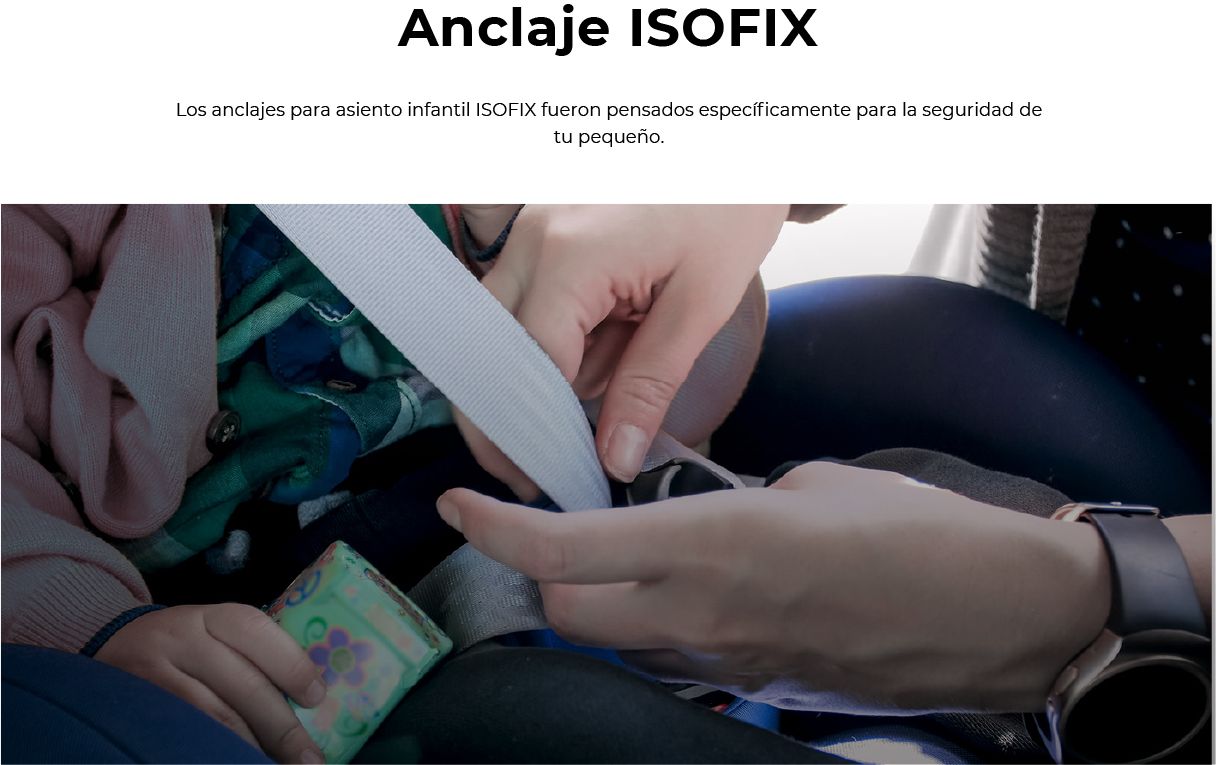 Anclaje ISOFIX
Los anclajes para asiento infantil ISOFIX fueron pensados específicamente para la seguridad de
tu pequeño.